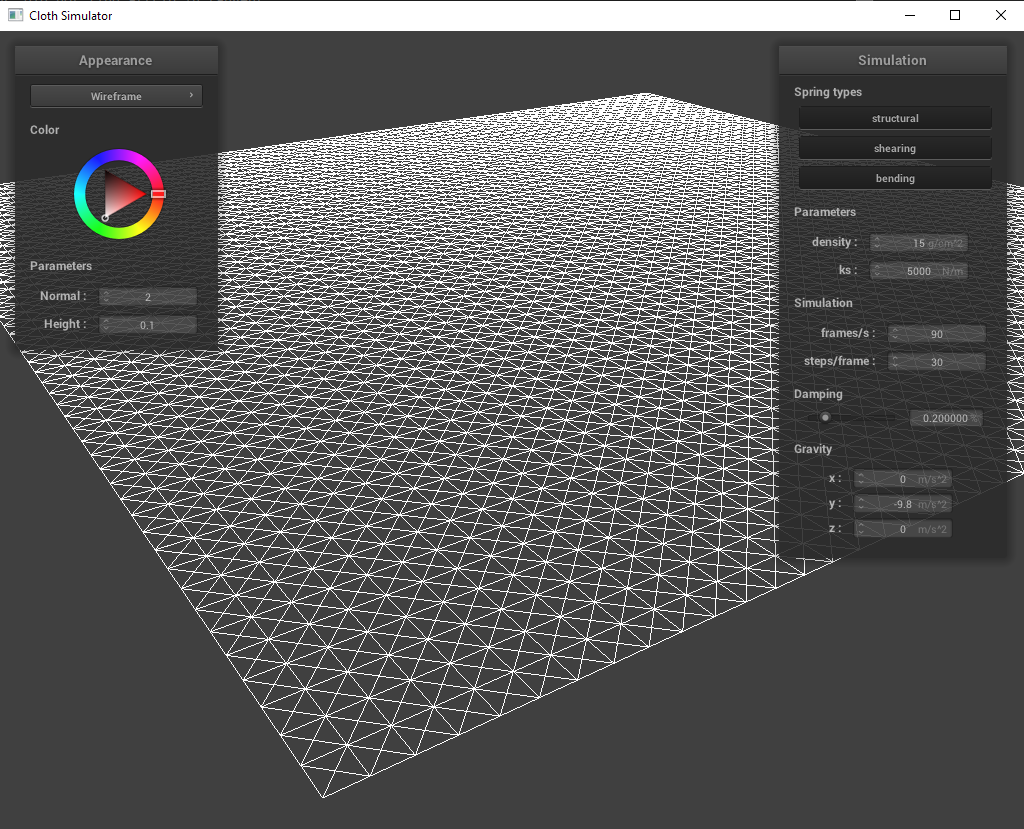 Cloth Simulator
Appearance
Wireframe
Color
Parameters
Normal : 2
Height : 0.1
Simulation
Spring types
structural
shearing
bending
Parameters
density : 15 g/cm^2
ks : 5000 N/m
Simulation
frames/s : 90
steps/frame : 30
Damping
0.200000 %
Gravity
x : 0 m/s^2
y : -9.8 m/s^2
z : 0 m/s^2